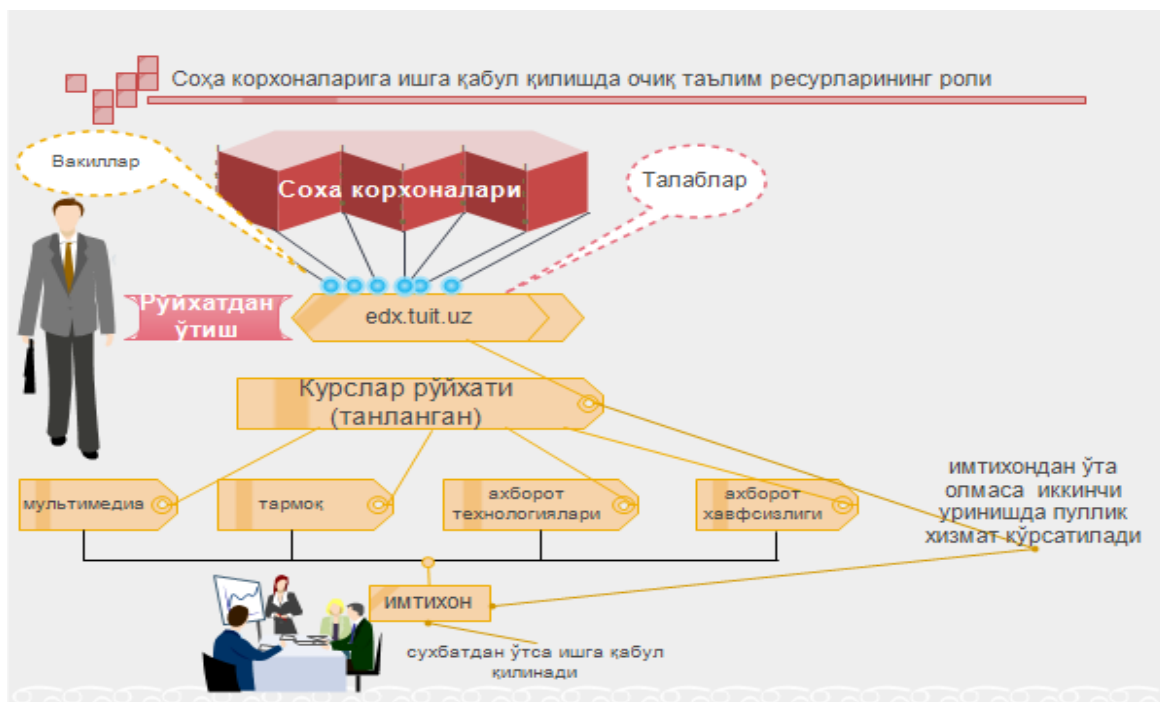 Соҳа корхоналарига ишга қабул қилишда очиқ таълим ресурларининг роли
Вакиллар
Соха корхоналари
Талаблар
Рўйхатдан
ўтиш
edx.tuit.uz
Курслар рўйхати
(танланган)
мультимедиа
тармоқ
ахборот
технологиялари
ахборот
хавфсизлиги
имтихондан ўта
олмаса иккинчи
уринишда пуллик
хизмат кўрсатилади
имтихон
сухбатдан ўтса ишга қабул
қилинади